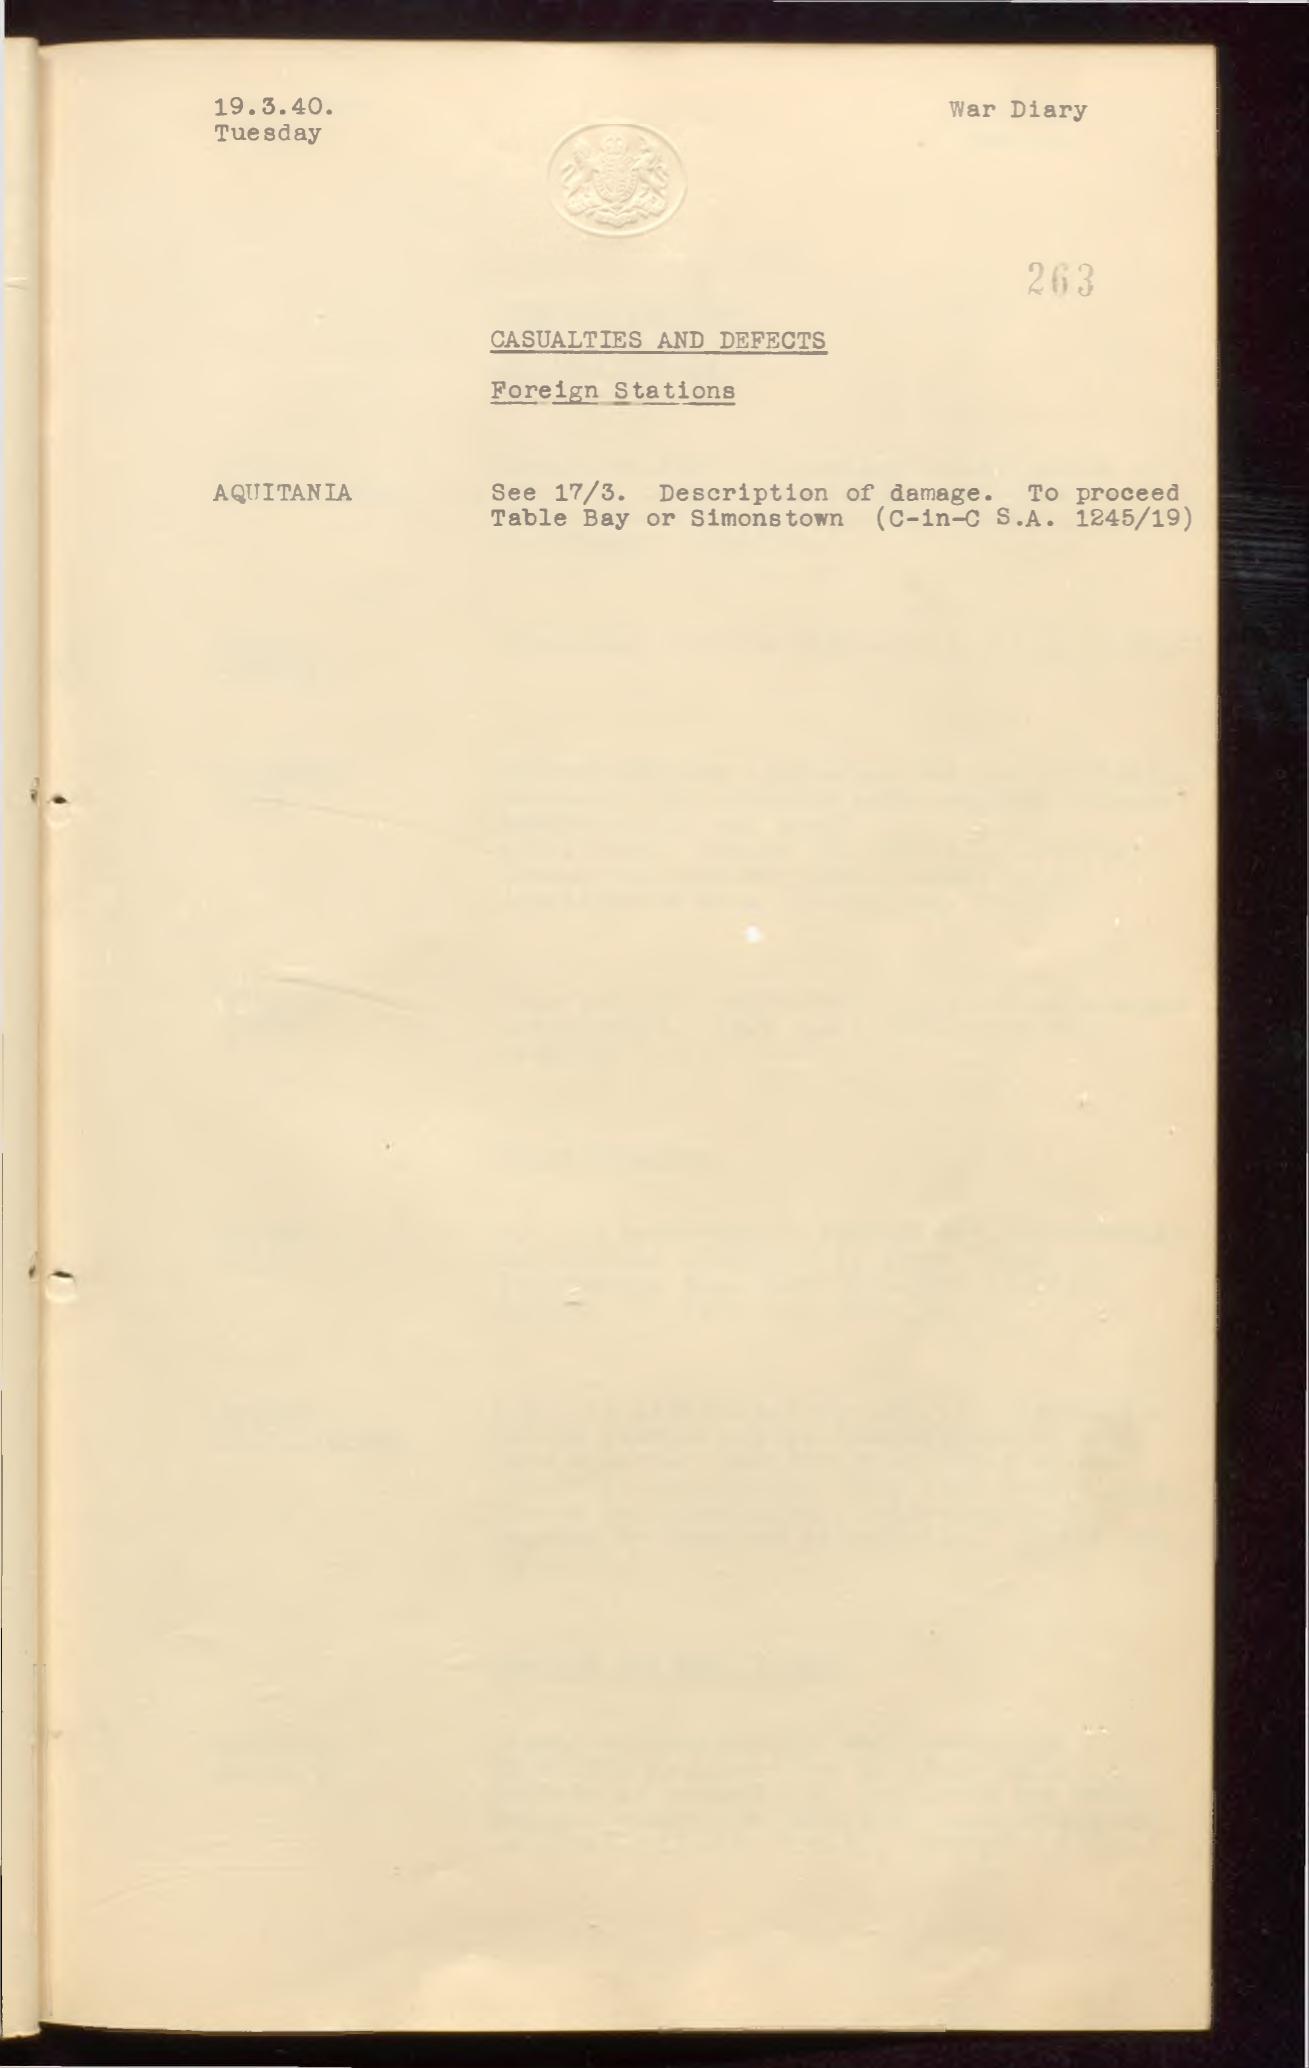 19.3.40.
Tuesday
War Diary
263
CASUALTIES AND DEFECTS
Foreign Stations
AQUITANIA
See 17/3. Description of damage. To proceed
Table Bay or Simonstown (C-in-C S.A. 1245/19)